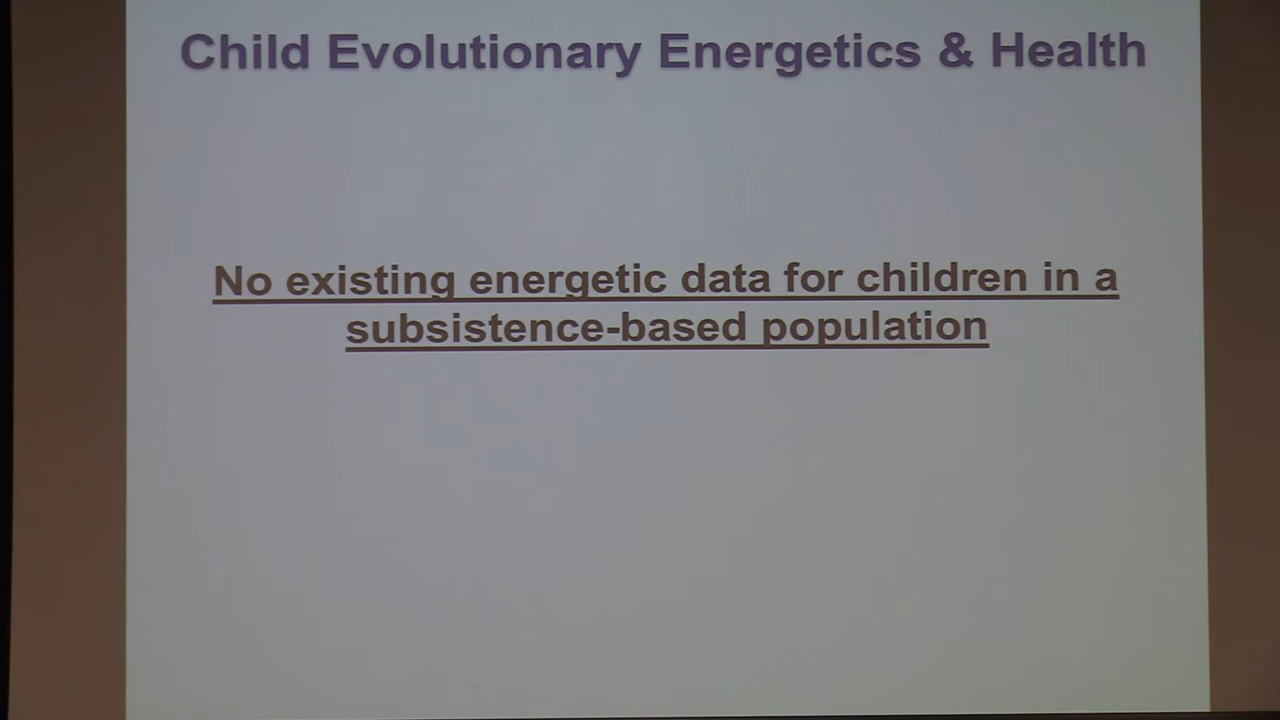 Child Evolutionary Energetics & Health
No existing energetic data for children in a
subsistence-based population